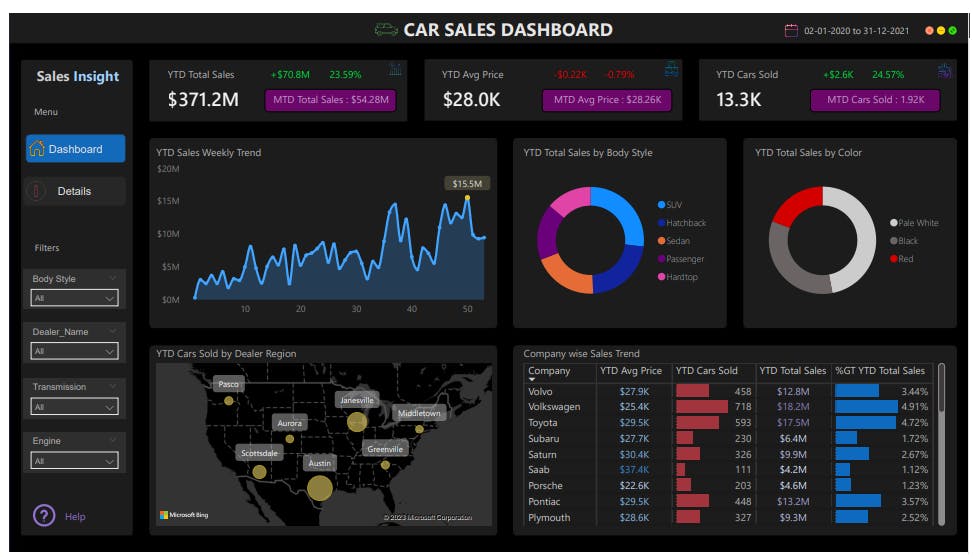 CAR SALES DASHBOARD
02-01-2020 to 31-12-2021
Sales Insight
Menu
Dashboard
Details
Filters
Body Style
All
Dealer_Name
All
Transmission
All
Engine
All
Help
YTD Total Sales
+$70.8M 23.59%
$371.2M
MTD Total Sales : $54.28M
YTD Avg Price
-$0.22K -0.79%
$28.0K
MTD Avg Price : $28.26K
YTD Cars Sold
+$2.6K 24.57%
13.3K
MTD Cars Sold : 1.92K
YTD Sales Weekly Trend
$20M
$15M
$10M
$5M
$0M
$15.5M
10 20 30 40 50
YTD Total Sales by Body Style
SUV
Hatchback
Sedan
Passenger
Hardtop
YTD Total Sales by Color
Pale White
Black
Red
YTD Cars Sold by Dealer Region
Pasco
Janesville
Middletown
Aurora
Scottsdale
Greenville
Austin
Microsoft Bing
© 2023 Microsoft Corporation
Company wise Sales Trend
Company YTD Avg Price YTD Cars Sold YTD Total Sales %GT YTD Total Sales
Volvo $27.9K 458 $12.8M 3.44%
Volkswagen $25.4K 718 $18.2M 4.91%
Toyota $29.5K 593 $17.5M 4.72%
Subaru $27.7K 230 $6.4M 1.72%
Saturn $30.4K 326 $9.9M 2.67%
Saab $37.4K 111 $4.2M 1.12%
Porsche $22.6K 203 $4.6M 1.23%
Pontiac $29.5K 448 $13.2M 3.57%
Plymouth $28.6K 327 $9.3M 2.52%